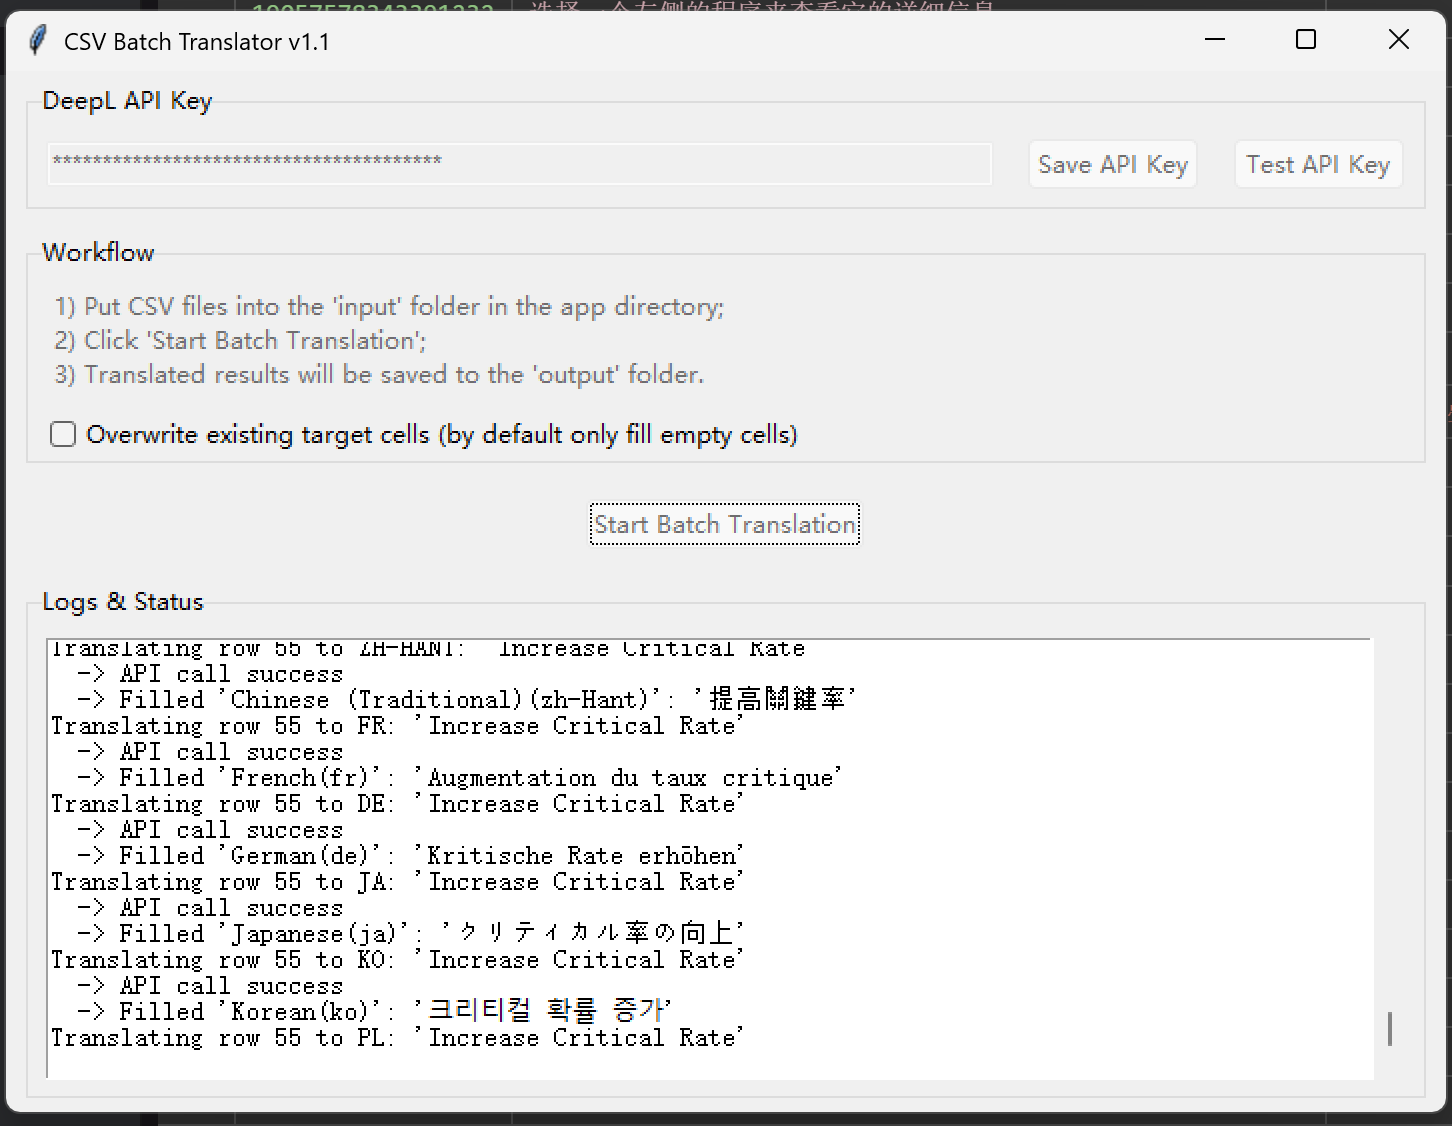 CSV Batch Translator v1.1
DeepL API Key
***************************************
Save API Key
Test API Key
Workflow
1) Put CSV files into the 'input' folder in the app directory;
2) Click 'Start Batch Translation';
3) Translated results will be saved to the 'output' folder.
Overwrite existing target cells (by default only fill empty cells)
Start Batch Translation
Logs & Status
Translating row 55 to ZH-HANT: 'Increase Critical Rate'
-> API call success
-> Filled 'Chinese (Traditional)(zh-Hant)': '提高關鍵率'
Translating row 55 to FR: 'Increase Critical Rate'
-> API call success
-> Filled 'French(fr)': 'Augmentation du taux critique'
Translating row 55 to DE: 'Increase Critical Rate'
-> API call success
-> Filled 'German(de)': 'Kritische Rate erhöhen'
Translating row 55 to JA: 'Increase Critical Rate'
-> API call success
-> Filled 'Japanese(ja)': 'クリティカル率の向上'
Translating row 55 to KO: 'Increase Critical Rate'
-> API call success
-> Filled 'Korean(ko)': '크리티컬 확률 증가'
Translating row 55 to PL: 'Increase Critical Rate'